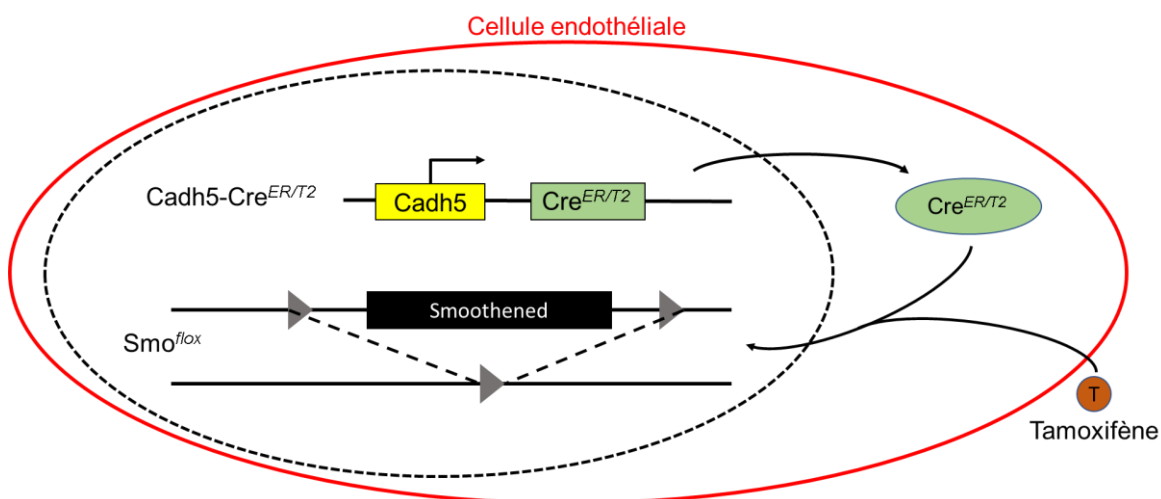 Cellule endothéliale
Cadh5-Cre^ER/T2
Cadh5
Cre^ER/T2
Cre^ER/T2
Smoothened
Smo^flox
T
Tamoxifène